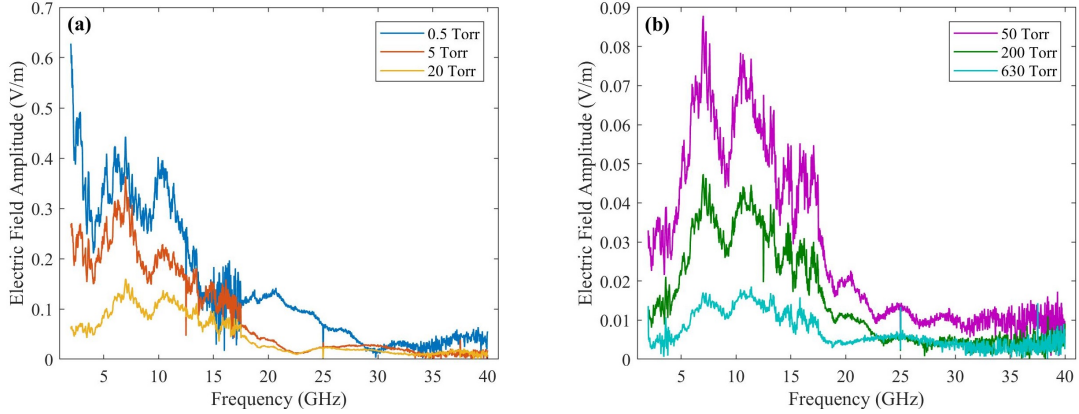 (a)
0.5 Torr
5 Torr
20 Torr
0.7
0.6
0.5
0.4
0.3
0.2
0.1
0
Electric Field Amplitude (V/m)
5 10 15 20 25 30 35 40
Frequency (GHz)
(b)
50 Torr
200 Torr
630 Torr
0.09
0.08
0.07
0.06
0.05
0.04
0.03
0.02
0.01
0
Electric Field Amplitude (V/m)
5 10 15 20 25 30 35 40
Frequency (GHz)